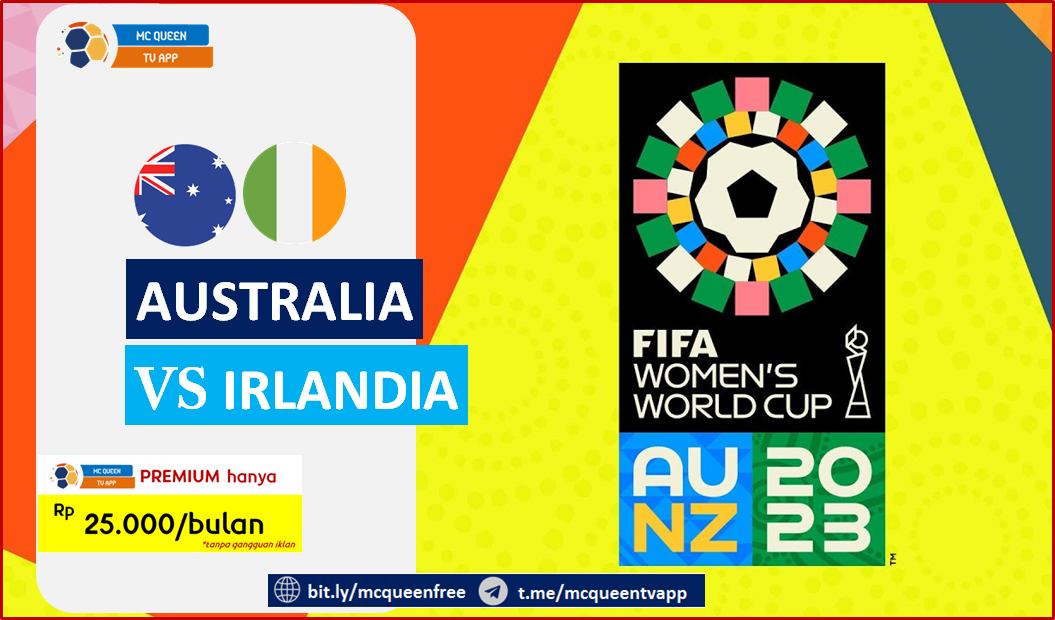 MC QUEEN
TV APP
AUSTRALIA
VS IRLANDIA
MC QUEEN
TV APP
PREMIUM hanya
Rp 25.000/bulan
*tanpa gangguan iklan
FIFA
WOMEN'S
WORLD CUP
AU 20
NZ 23
TM
bit.ly/mcqueenfree t.me/mcqueentvapp